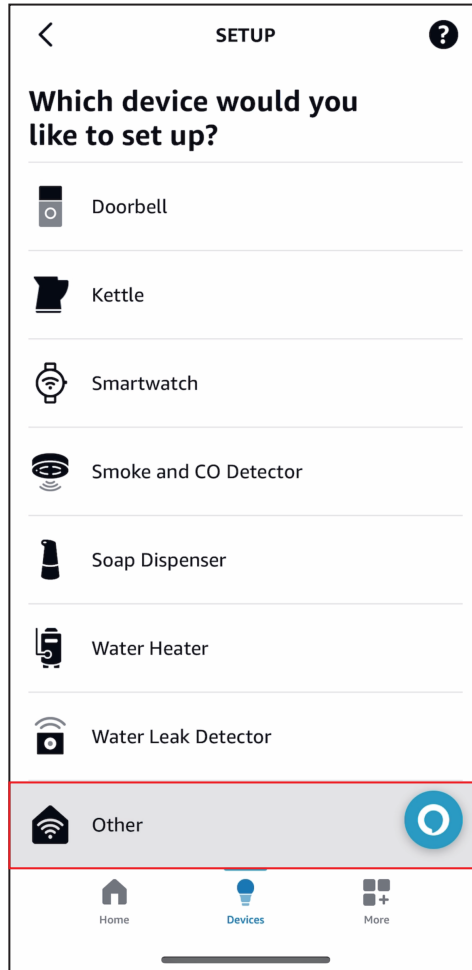 SETUP
?
Which device would you
like to set up?
Doorbell
Kettle
Smartwatch
Smoke and CO Detector
Soap Dispenser
Water Heater
Water Leak Detector
Other
Home
Devices
More